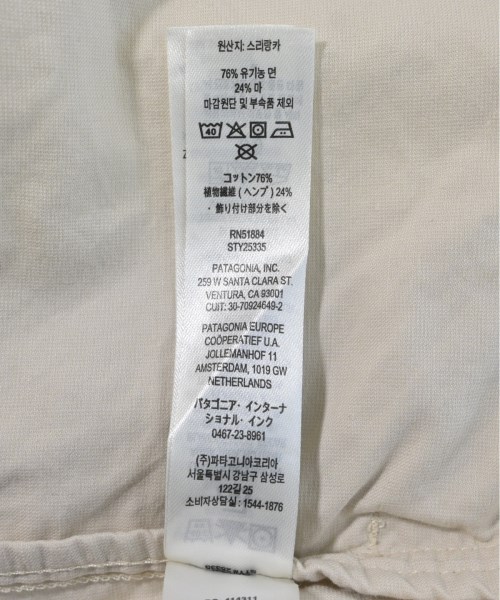 원산지: 스리랑카
76% 유기농 면
24% 마
마감원단 및 부속품 제외
40
コットン76%
植物繊維 (ヘンプ) 24%
・飾り付け部分を除く
RN51884
STY25335
PATAGONIA, INC.
259 W SANTA CLARA ST.
VENTURA, CA 93001
CUIT: 30-70924649-2
PATAGONIA EUROPE
COÖPERATIEF U.A.
JOLLEMANHOF 11
AMSTERDAM, 1019 GW
NETHERLANDS
パタゴニア・インターナ
ショナル・インク
0467-23-8961
(주)파타고니아코리아
서울특별시 강남구 삼성로
122길 25
소비자상담실: 1544-1876